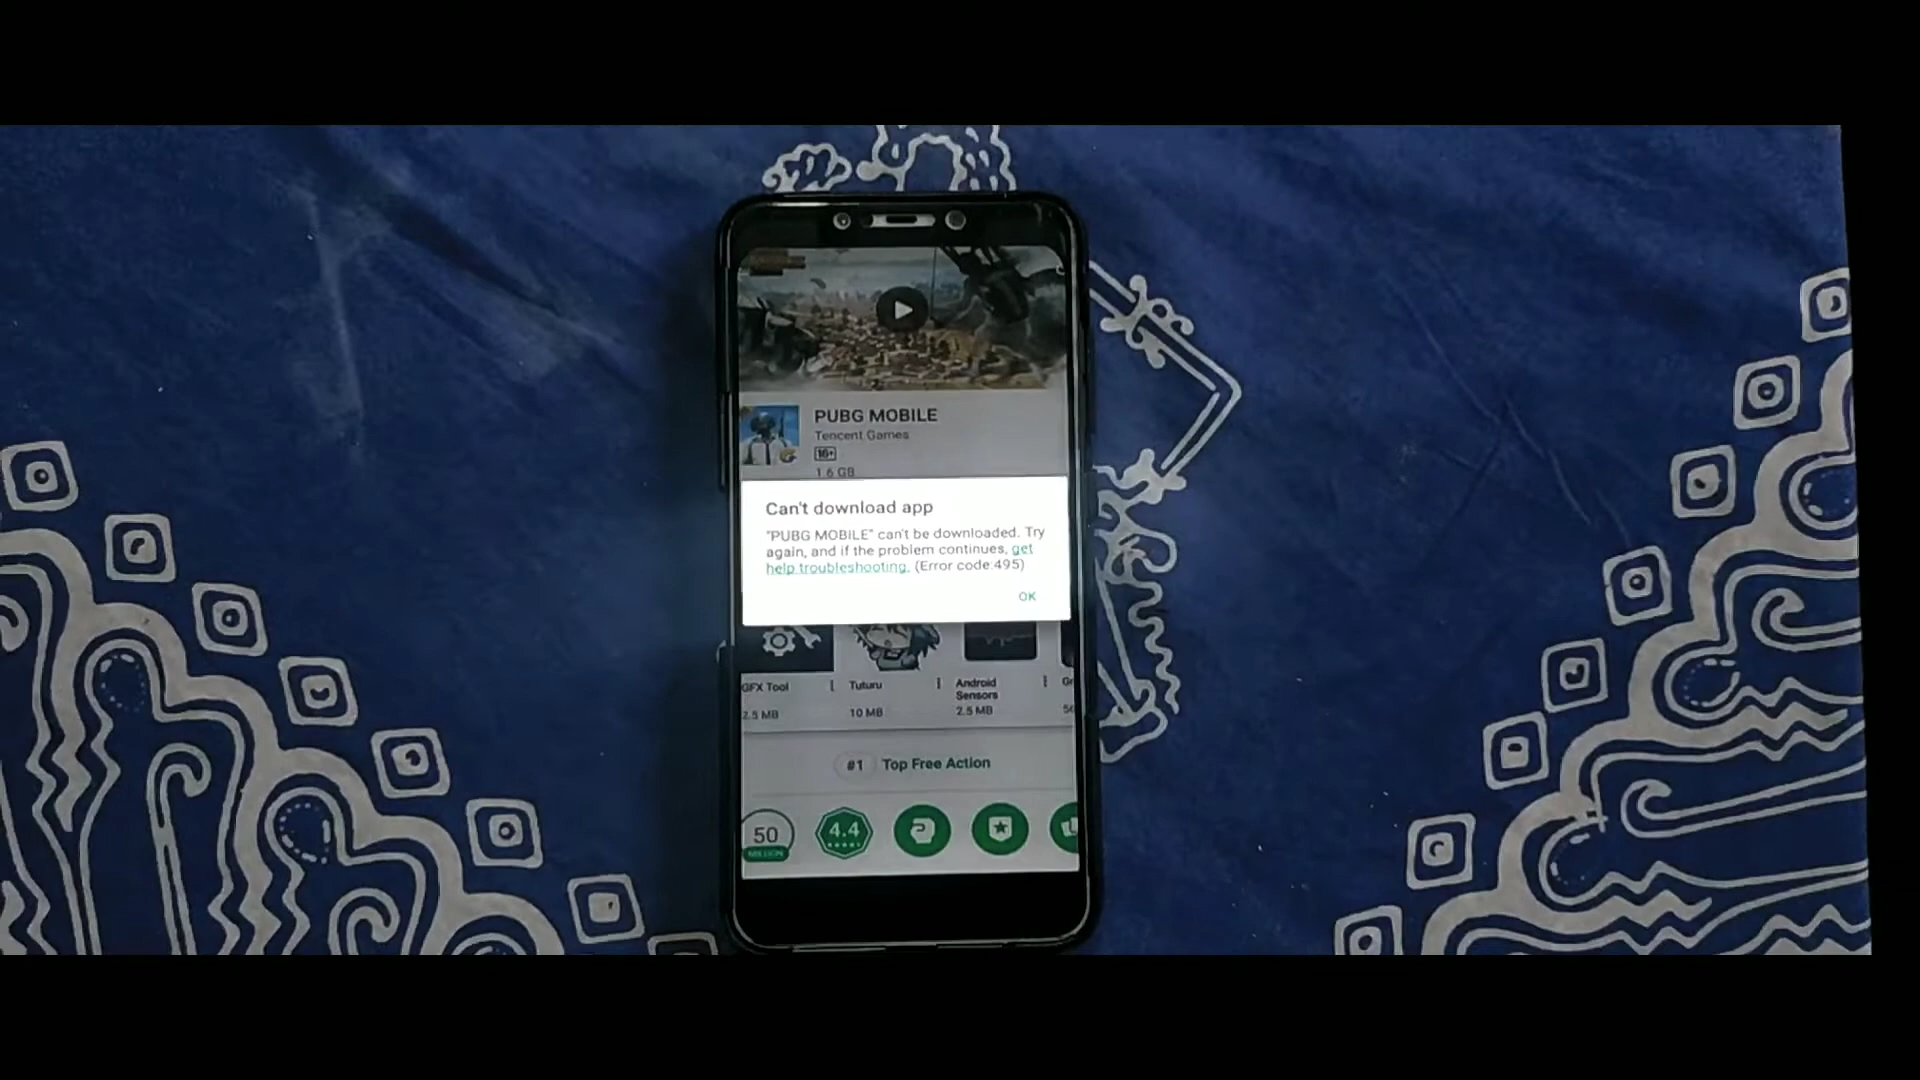 PUBG MOBILE
Tencent Games
16+
1.6 GB
Can't download app
"PUBG MOBILE" can't be downloaded. Try
again, and if the problem continues, get
help troubleshooting. (Error code:495)
OK
GFX Tool
Tuturu
Android
Sensors
2.5 MB
10 MB
2.5 MB
#1 Top Free Action
50
MILLION
4.4